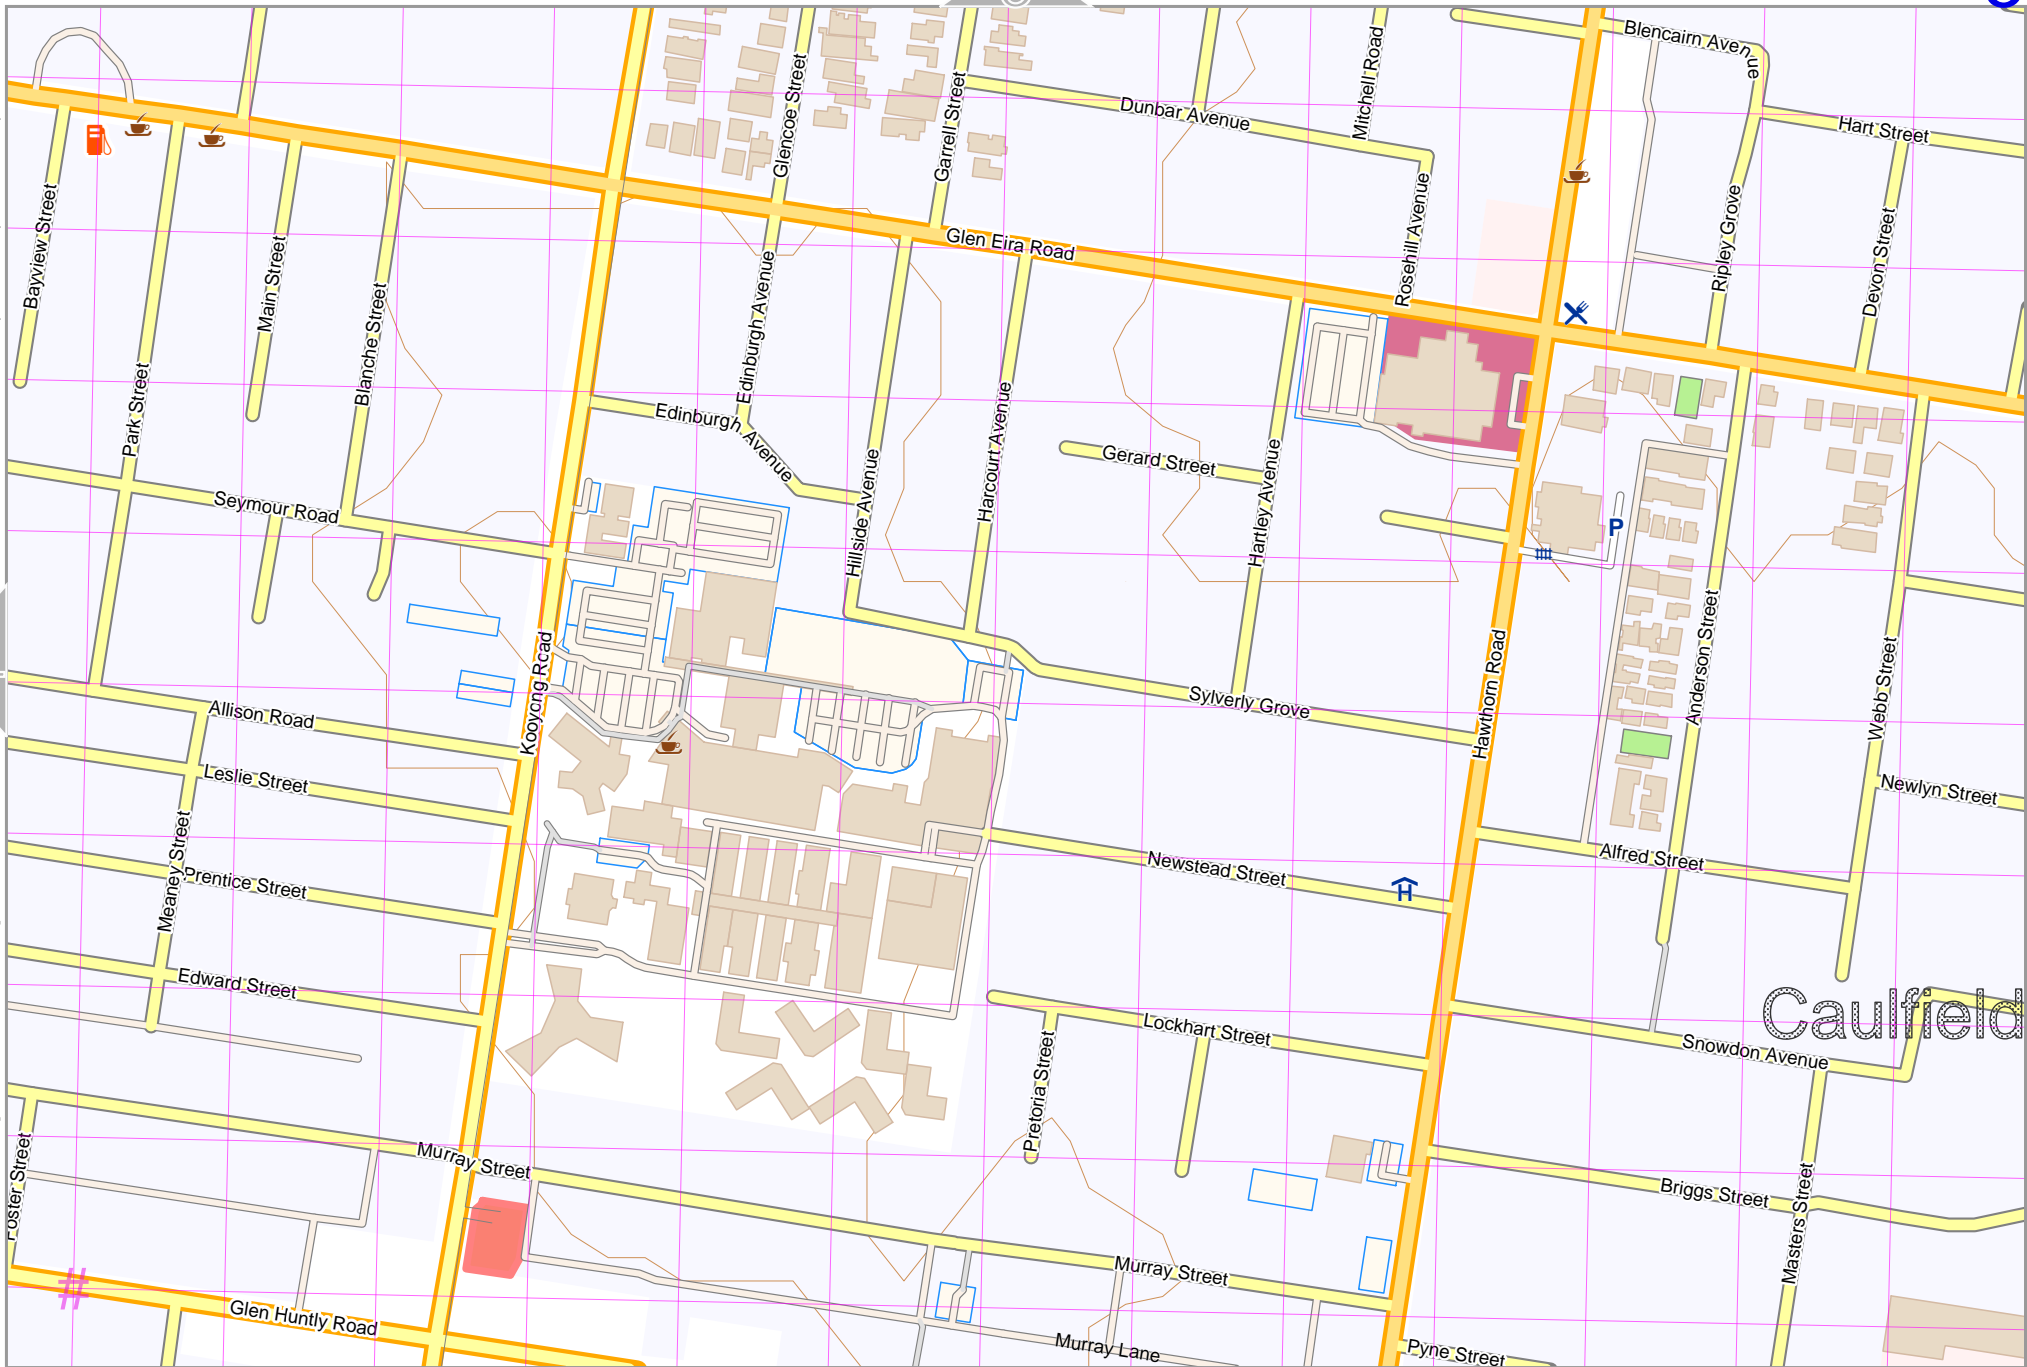 Blencairn Avenue
Glencoe Street
Garrell Street
Mitchell Road
Dunbar Avenue
Hart Street
Bayview Street
Main Street
Glen Eira Road
Rosehill Avenue
Ripley Grove
Devon Street
Park Street
Blanche Street
Edinburgh Avenue
Edinburgh Avenue
Harcourt Avenue
Gerard Street
Hartley Avenue
Seymour Road
Hillside Avenue
P
Anderson Street
Kooyong Road
Hawthorn Road
Webb Street
Allison Road
Sylverly Grove
Leslie Street
Newlyn Street
Meaney Street
Prentice Street
Newstead Street
H
Alfred Street
Edward Street
Caulfield
Lockhart Street
Snowdon Avenue
Pretoria Street
Foster Street
Murray Street
Briggs Street
Masters Street
Murray Street
#
Glen Huntly Road
Murray Lane
Pyne Street